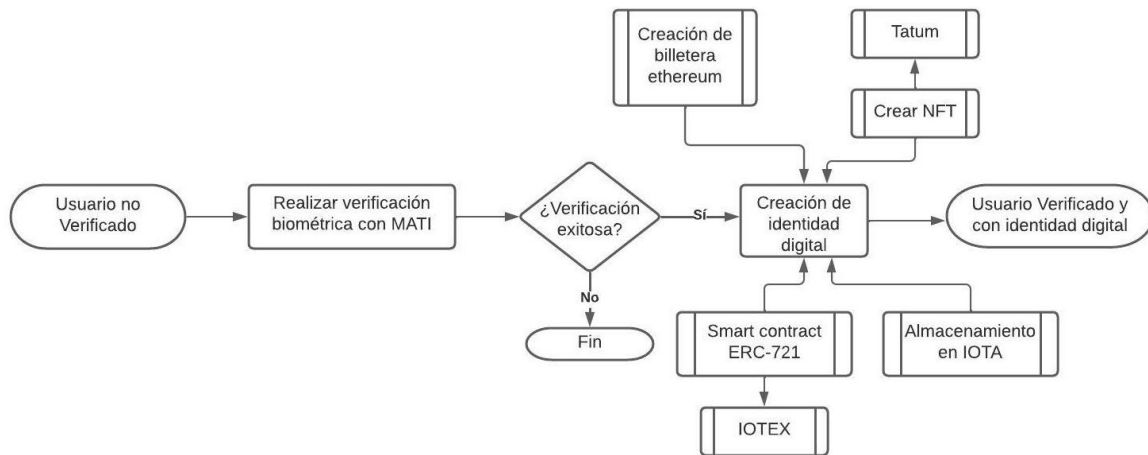 Creación de
billetera
ethereum
Tatum
Crear NFT
Usuario no
Verificado
Realizar verificación
biométrica con MATI
¿Verificación
exitosa?
Sí
Creación de
identidad
digital
Usuario Verificado y
con identidad digital
No
Fin
Smart contract
ERC-721
Almacenamiento
en IOTA
IOTEX